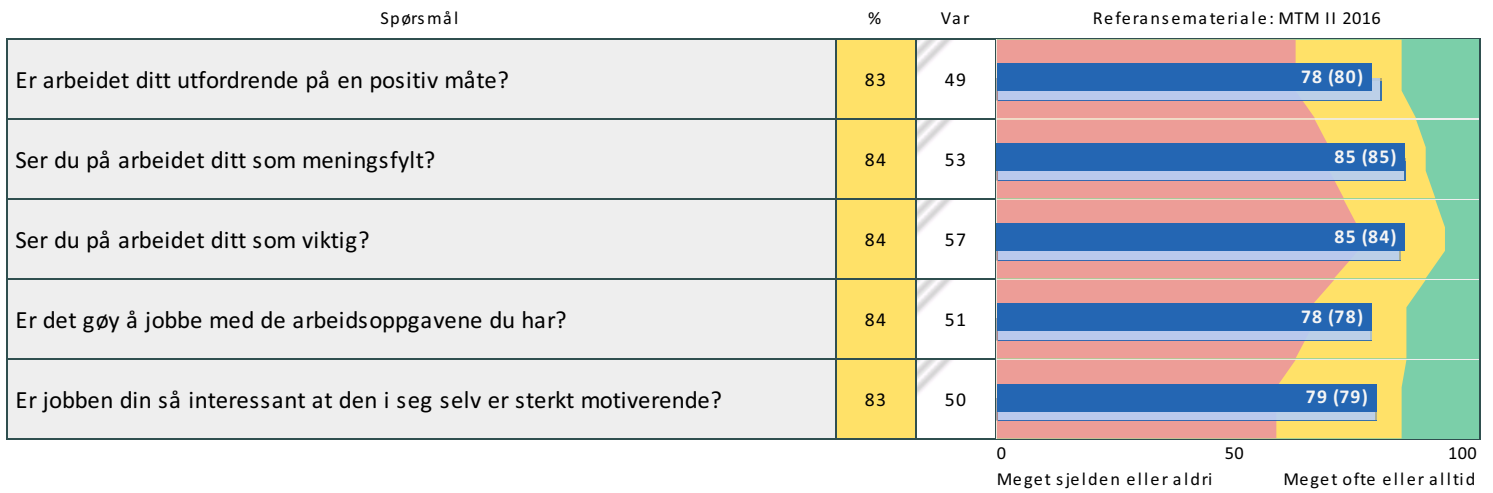 Spørsmål % Var Referansemateriale: MTM II 2016
Er arbeidet ditt utfordrende på en positiv måte? 83 49 78 (80)
Ser du på arbeidet ditt som meningsfylt? 84 53 85 (85)
Ser du på arbeidet ditt som viktig? 84 57 85 (84)
Er det gøy å jobbe med de arbeidsoppgavene du har? 84 51 78 (78)
Er jobben din så interessant at den i seg selv er sterkt motiverende? 83 50 79 (79)
0 50 100
Meget sjelden eller aldri Meget ofte eller alltid